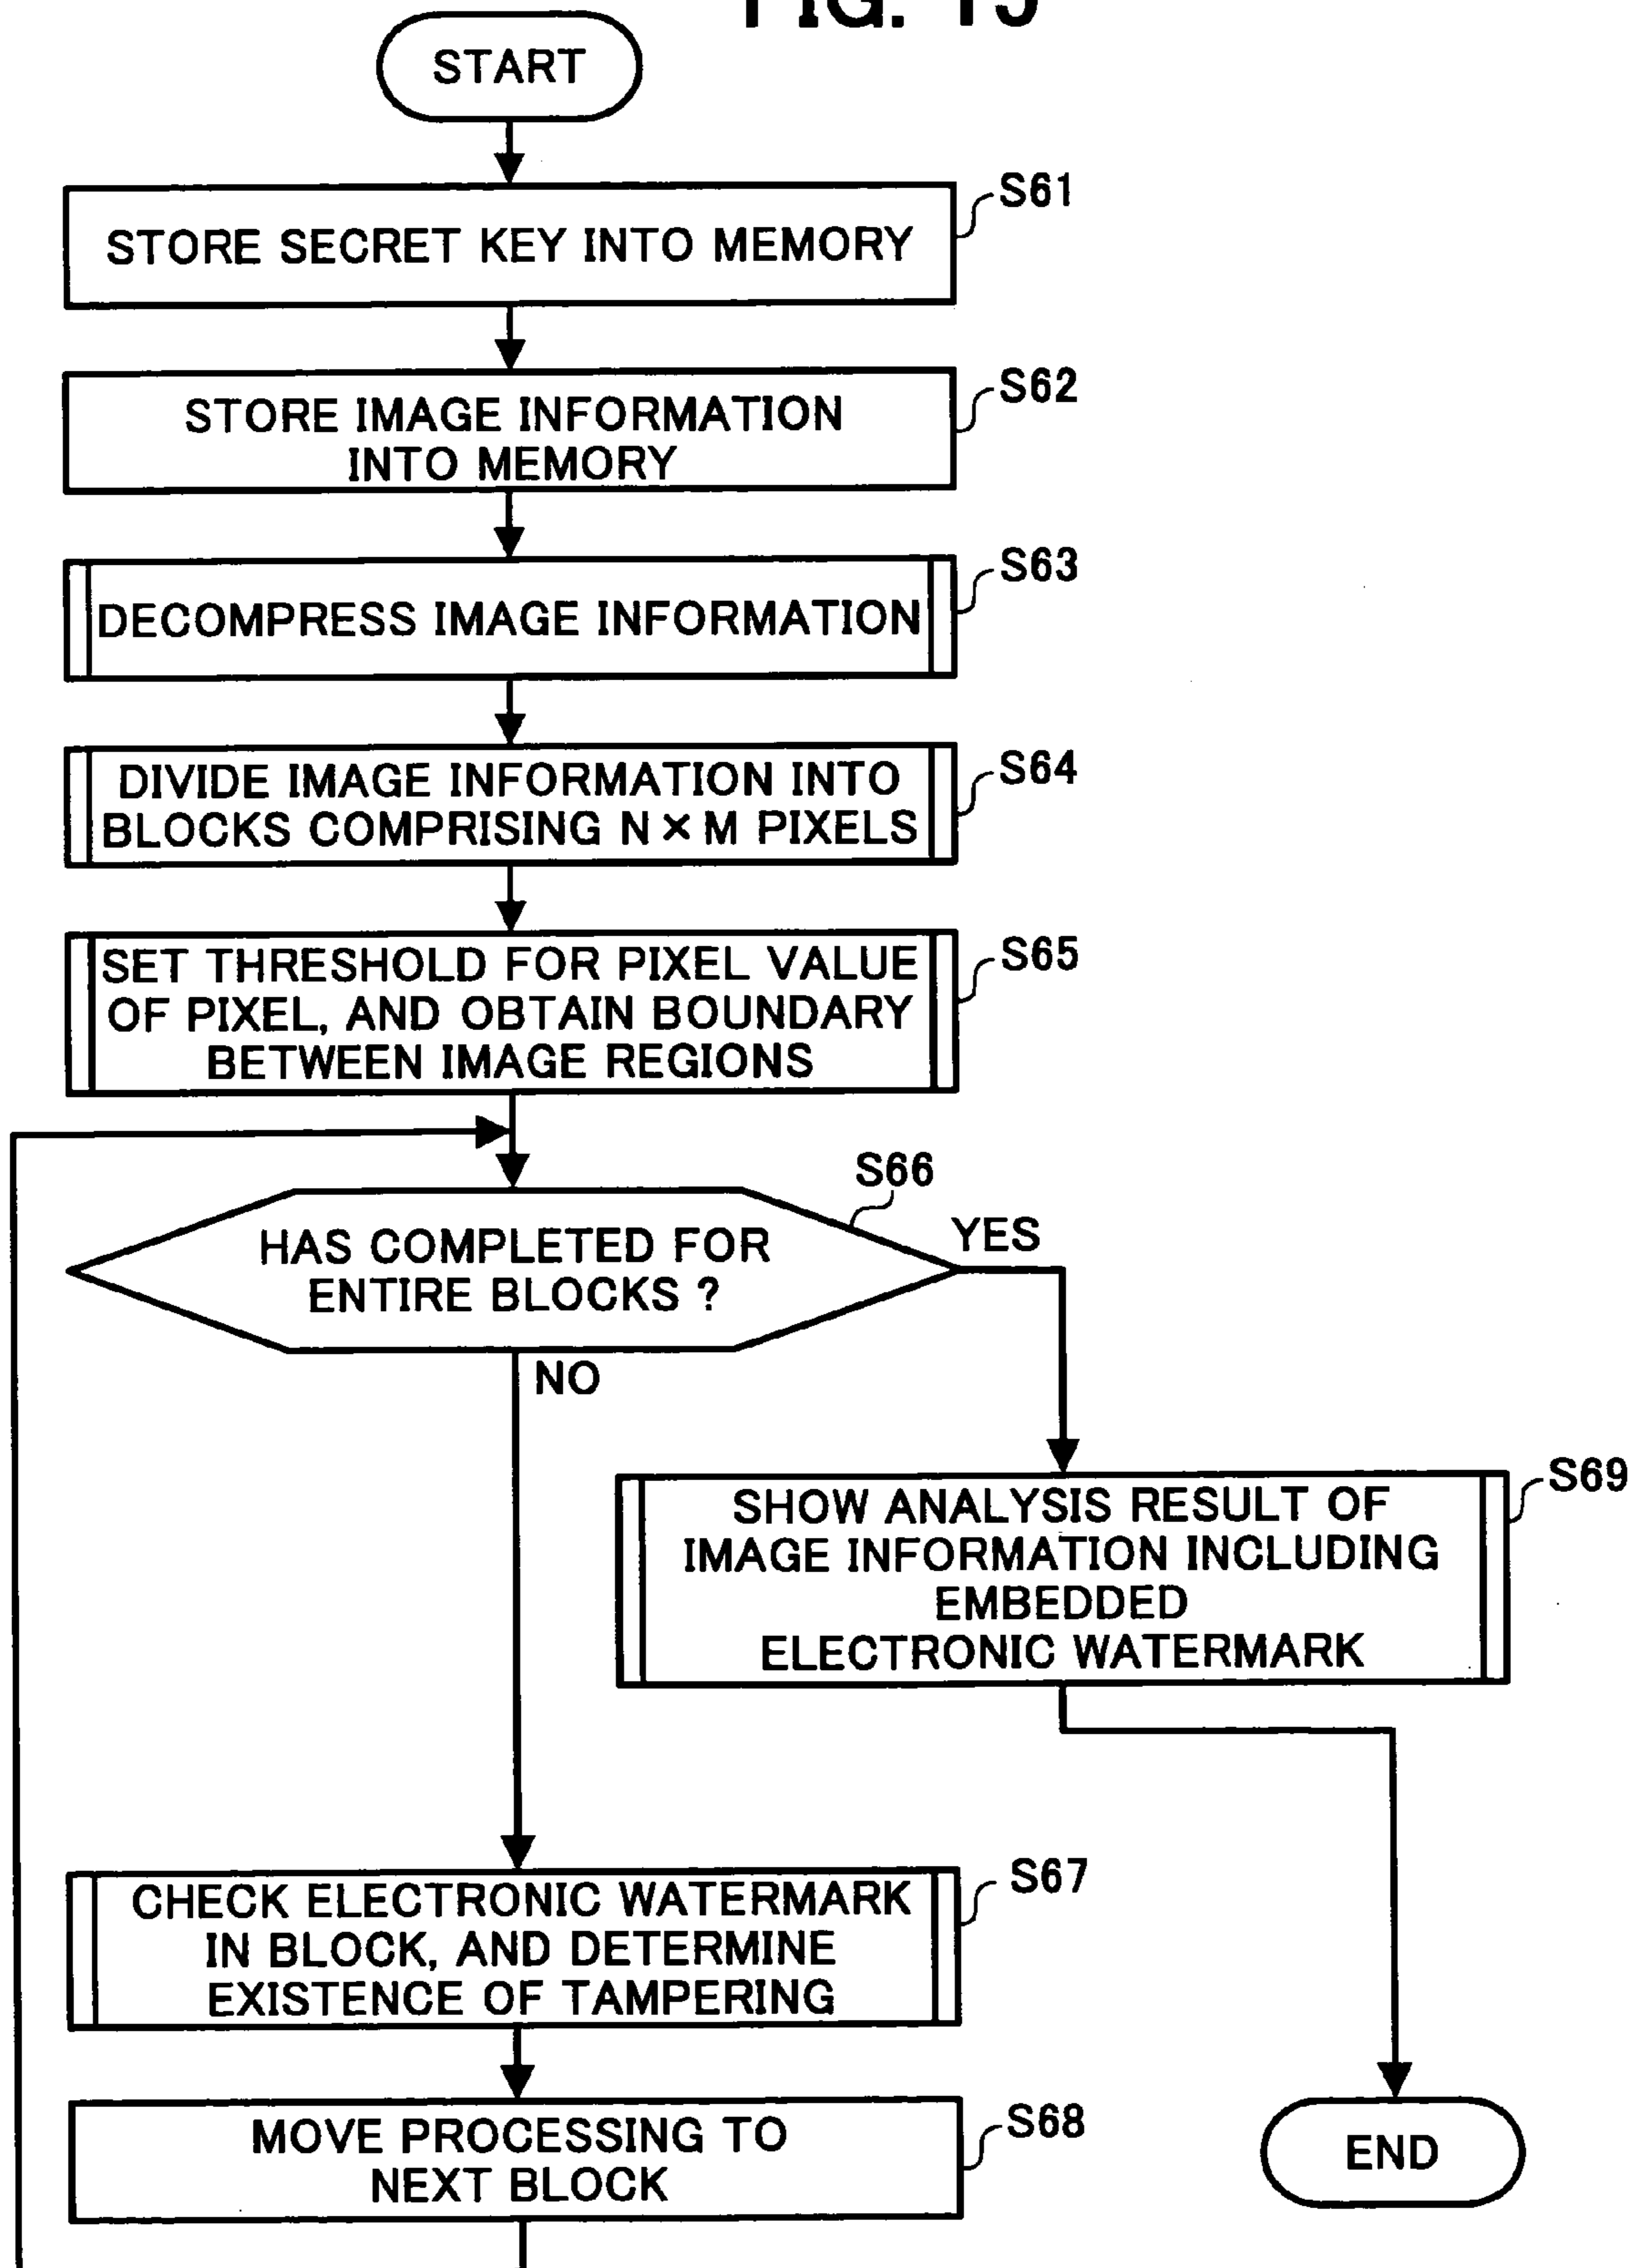 FIG. 15
START
S61
STORE SECRET KEY INTO MEMORY
S62
STORE IMAGE INFORMATION
INTO MEMORY
S63
DECOMPRESS IMAGE INFORMATION
S64
DIVIDE IMAGE INFORMATION INTO
BLOCKS COMPRISING N × M PIXELS
S65
SET THRESHOLD FOR PIXEL VALUE
OF PIXEL, AND OBTAIN BOUNDARY
BETWEEN IMAGE REGIONS
S66
HAS COMPLETED FOR
ENTIRE BLOCKS ?
YES
NO
S69
SHOW ANALYSIS RESULT OF
IMAGE INFORMATION INCLUDING
EMBEDDED
ELECTRONIC WATERMARK
S67
CHECK ELECTRONIC WATERMARK
IN BLOCK, AND DETERMINE
EXISTENCE OF TAMPERING
S68
MOVE PROCESSING TO
NEXT BLOCK
END